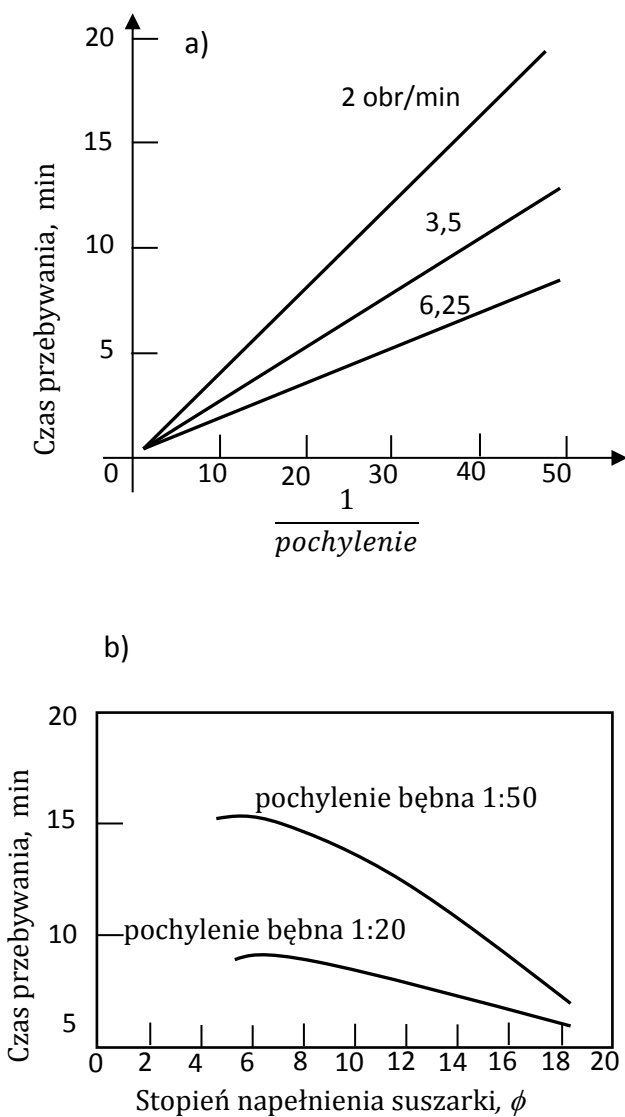 20
a)
2 obr/min
15
3,5
10
6,25
5
Czas przebywania, min
0 10 20 30 40 50
1
pochylenie
b)
20
pochylenie bębna 1:50
15
pochylenie bębna 1:20
10
5
Czas przebywania, min
0 2 4 6 8 10 12 14 16 18 20
Stopień napełnienia suszarki, ϕ